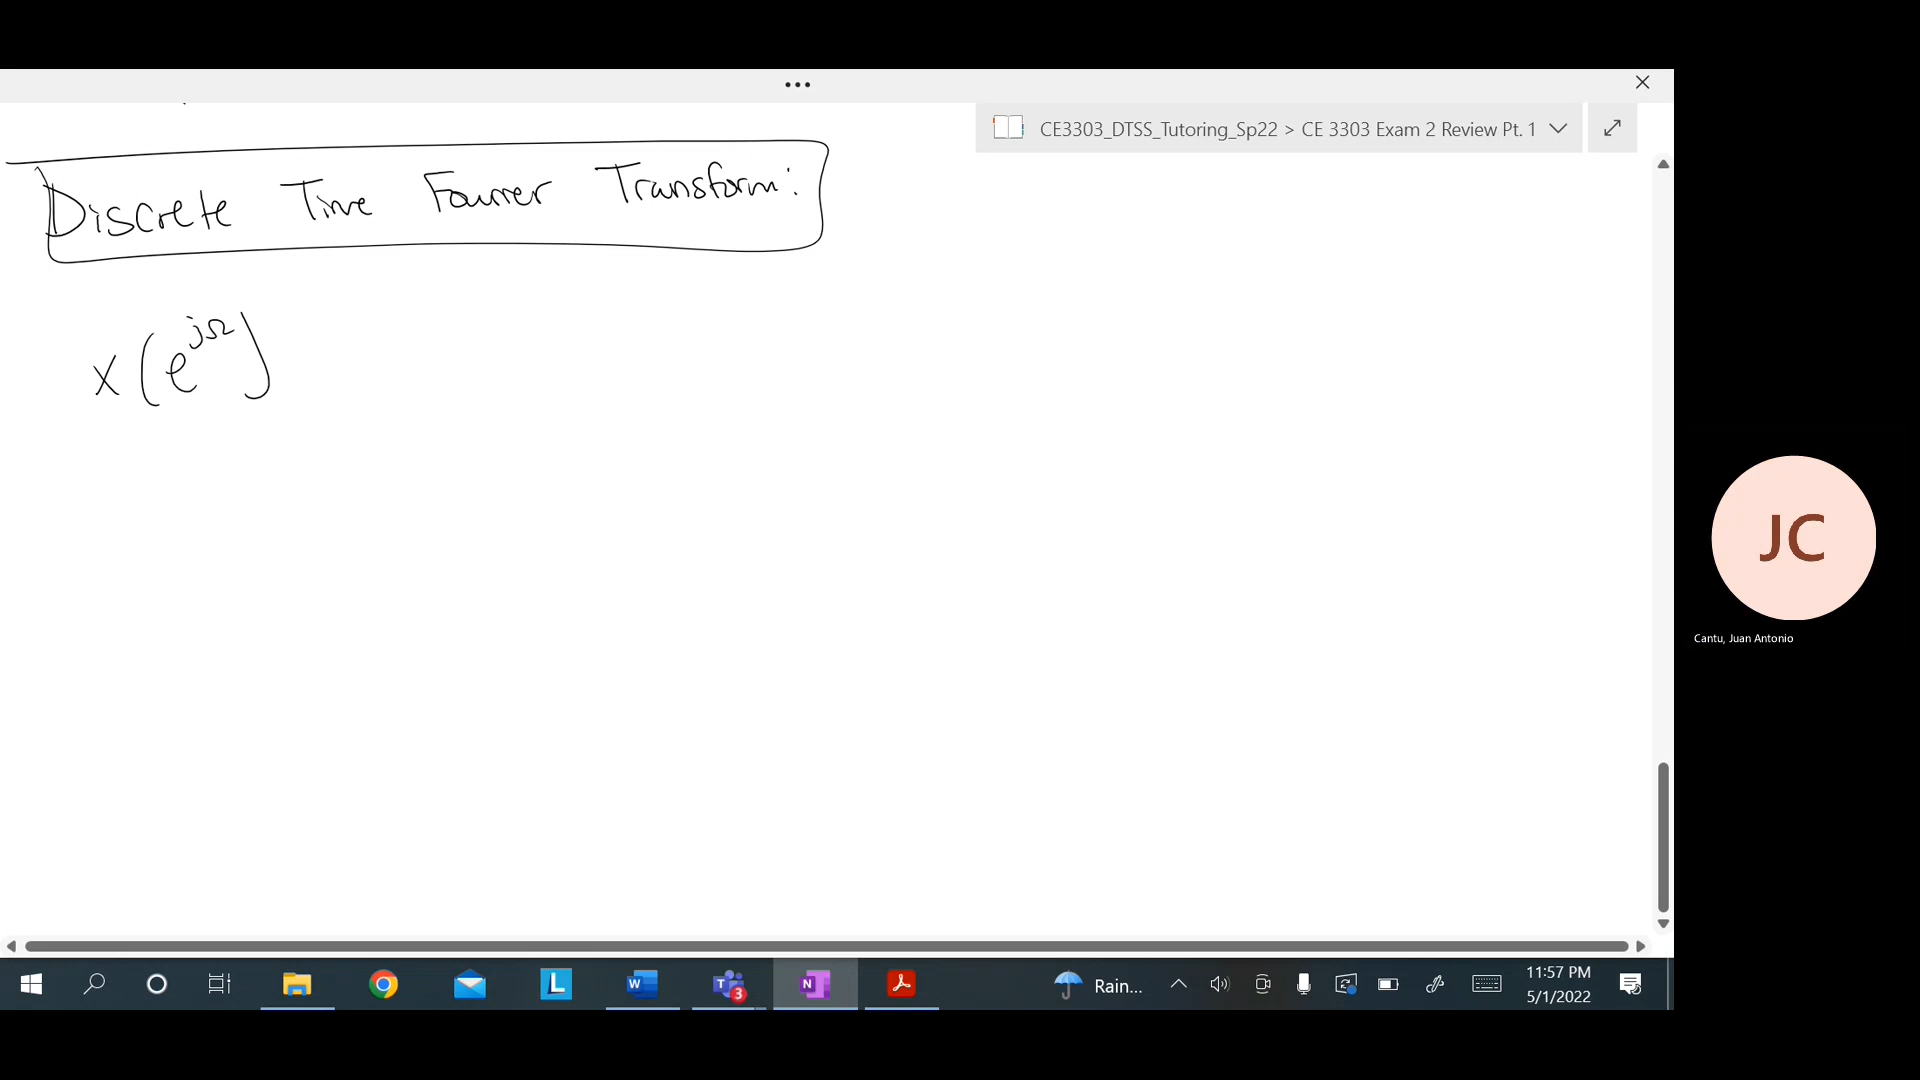 CE3303_DTSS_Tutoring_Sp22 > CE 3303 Exam 2 Review Pt. 1
Discrete Time Fourier Transform:
x(e^{jΩ})
JC
Cantu, Juan Antonio
L
W
T
3
N
Rain...
11:57 PM
5/1/2022